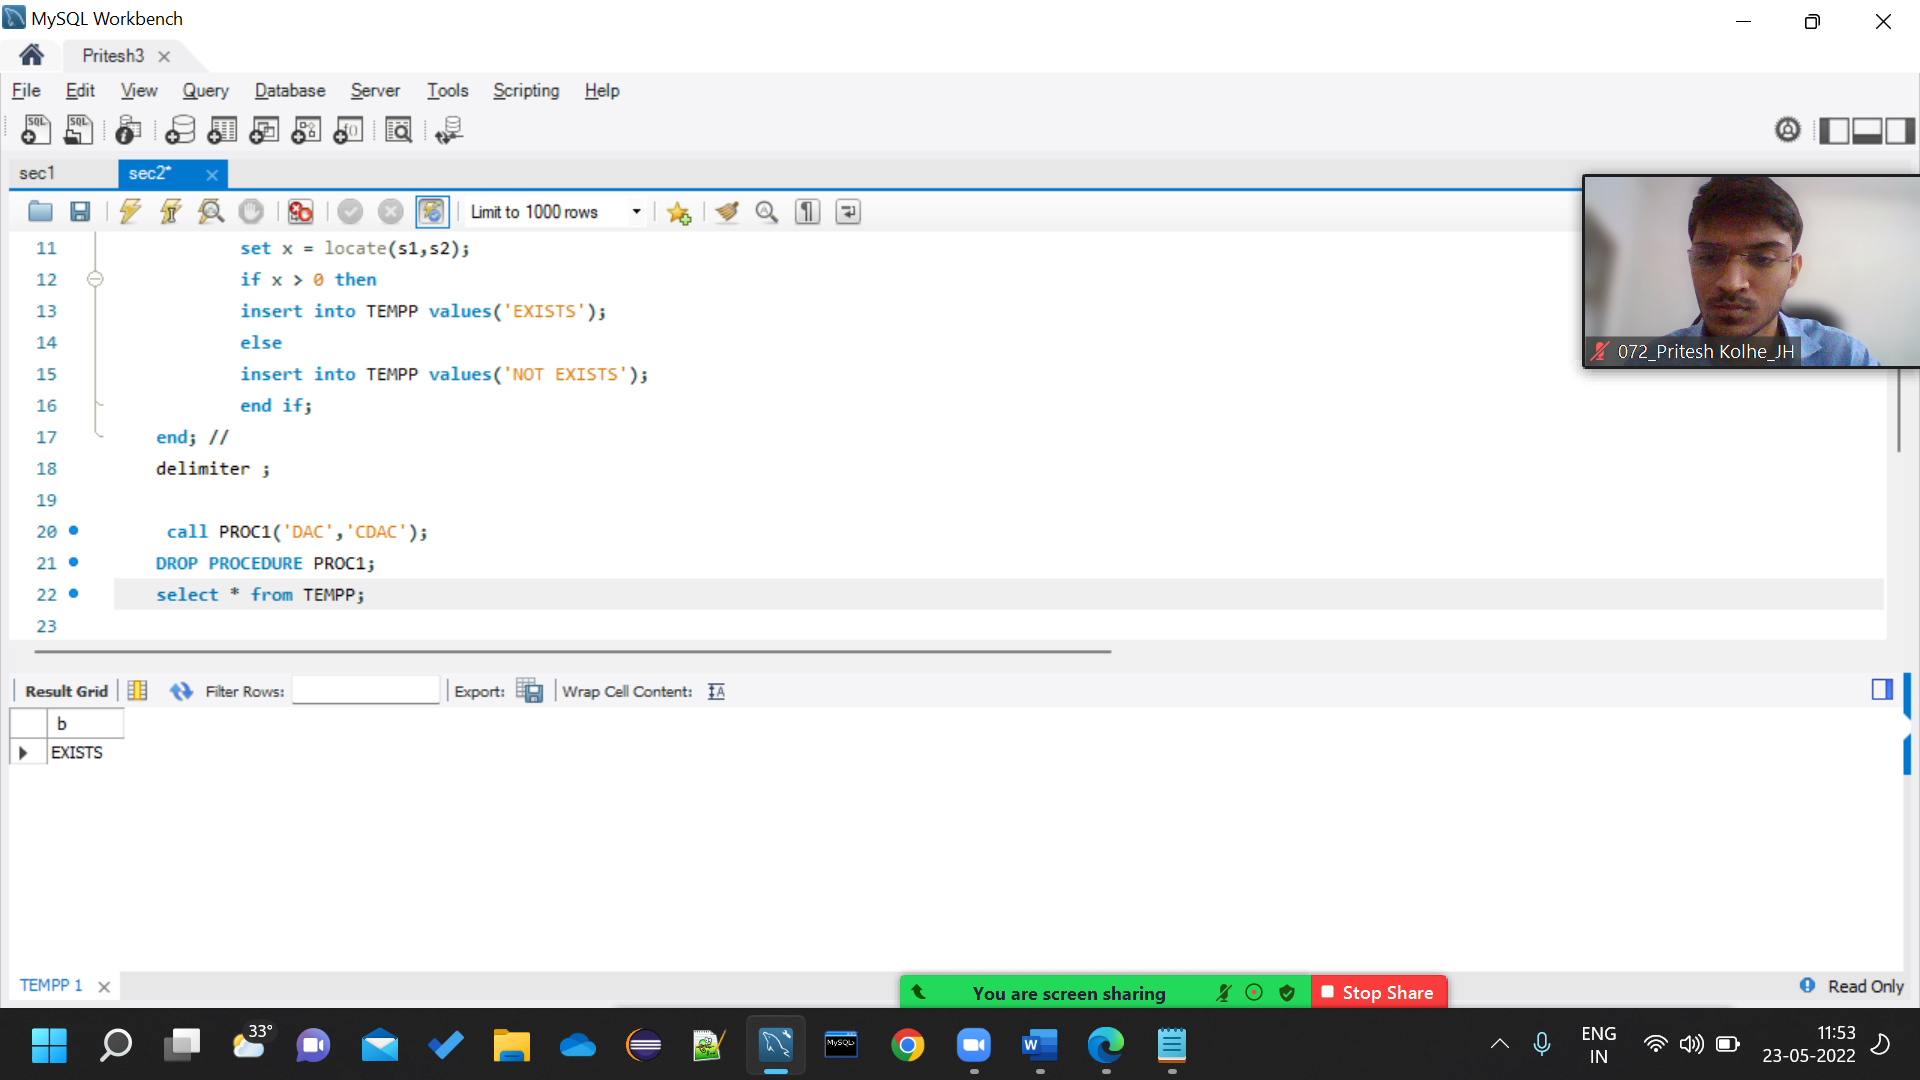 MySQL Workbench
Pritesh3
File Edit View Query Database Server Tools Scripting Help
sec1 sec2*
Limit to 1000 rows
11 set x = locate(s1,s2);
12 if x > 0 then
13 insert into TEMPP values('EXISTS');
14 else
15 insert into TEMPP values('NOT EXISTS');
16 end if;
17 end; //
18 delimiter ;
19
20 call PROC1('DAC','CDAC');
21 DROP PROCEDURE PROC1;
22 select * from TEMPP;
23
072_Pritesh Kolhe_JH
Result Grid Filter Rows: Export: Wrap Cell Content:
b
EXISTS
TEMPP 1
You are screen sharing Stop Share
Read Only
33°
MySQL>
ENG
IN
11:53
23-05-2022